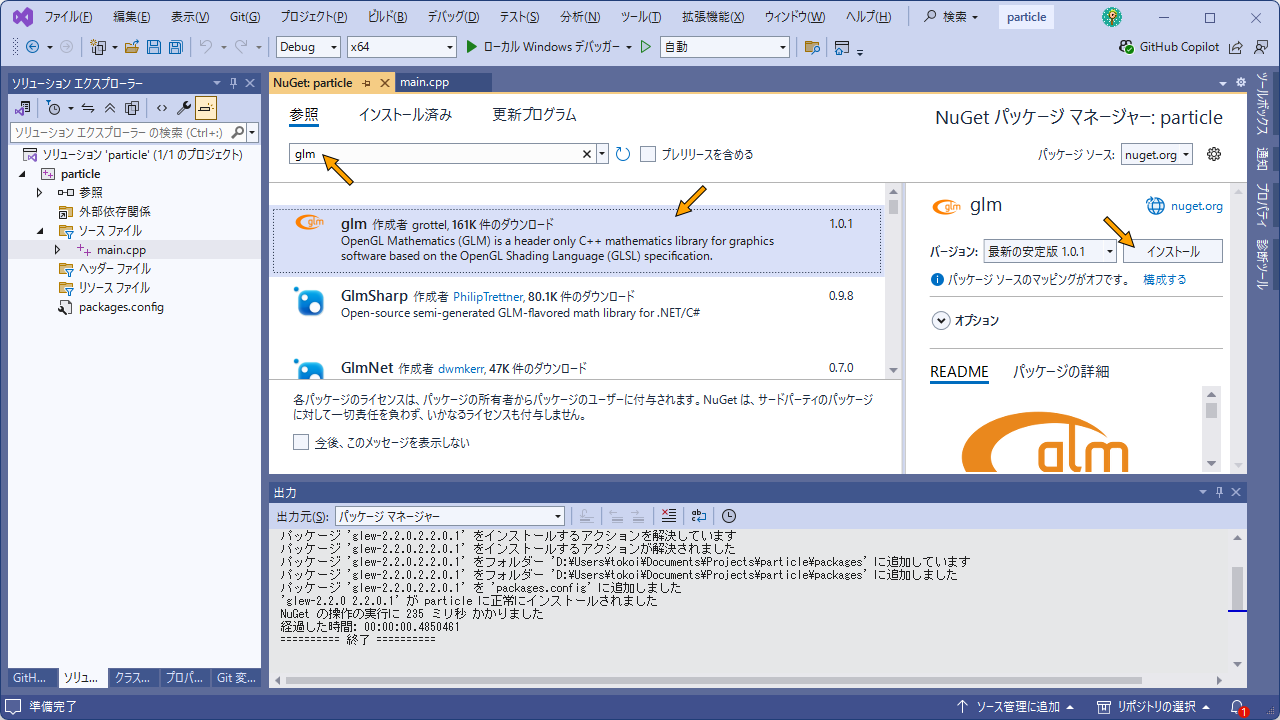 ファイル(F) 編集(E) 表示(V) Git(G) プロジェクト(P) ビルド(B) デバッグ(D) テスト(S) 分析(N) ツール(T) 拡張機能(X) ウィンドウ(W) ヘルプ(H) 検索 particle
Debug x64 ローカル Windows デバッガー 自動 GitHub Copilot
ソリューション エクスプローラー
ソリューション エクスプローラー の検索 (Ctrl+:)
ソリューション 'particle' (1/1 のプロジェクト)
particle
参照
外部依存関係
ソース ファイル
main.cpp
ヘッダー ファイル
リソース ファイル
packages.config
GitH... ソリュ... クラス... プロパ... Git 変...
NuGet: particle main.cpp
参照 インストール済み 更新プログラム
NuGet パッケージ マネージャー: particle
glm
プレリリースを含める
パッケージ ソース: nuget.org
glm 作成者 grottel, 161K 件のダウンロード 1.0.1
OpenGL Mathematics (GLM) is a header only C++ mathematics library for graphics
software based on the OpenGL Shading Language (GLSL) specification.
GlmSharp 作成者 PhilipTrettner, 80.1K 件のダウンロード 0.9.8
Open-source semi-generated GLM-flavored math library for .NET/C#
GlmNet 作成者 dwmkerr, 47K 件のダウンロード 0.7.0
各パッケージのライセンスは、パッケージの所有者からパッケージのユーザーに付与されます。NuGet は、サードパーティのパッケージ
に対して一切責任を負わず、いかなるライセンスも付与しません。
今後、このメッセージを表示しない
glm glm nuget.org
バージョン: 最新の安定版 1.0.1 インストール
パッケージ ソースのマッピングがオフです。 構成する
オプション
README パッケージの詳細
glm
ツールボックス
通知
プロパティ
診断ツール
出力
出力元(S): パッケージ マネージャー
パッケージ 'glew-2.2.0.2.2.0.1' をインストールするアクションを解決しています
パッケージ 'glew-2.2.0.2.2.0.1' をインストールするアクションが解決されました
パッケージ 'glew-2.2.0.2.2.0.1' をフォルダー 'D:¥Users¥tokoi¥Documents¥Projects¥particle¥packages' に追加しています
パッケージ 'glew-2.2.0.2.2.0.1' をフォルダー 'D:¥Users¥tokoi¥Documents¥Projects¥particle¥packages' に追加しました
パッケージ 'glew-2.2.0.2.2.0.1' を 'packages.config' に追加しました
'glew-2.2.0 2.2.0.1' が particle に正常にインストールされました
NuGet の操作の実行に 235 ミリ秒 かかりました
経過した時間: 00:00:00.4850461
========== 終了 ==========
準備完了 ソース管理に追加 リポジトリの選択 1